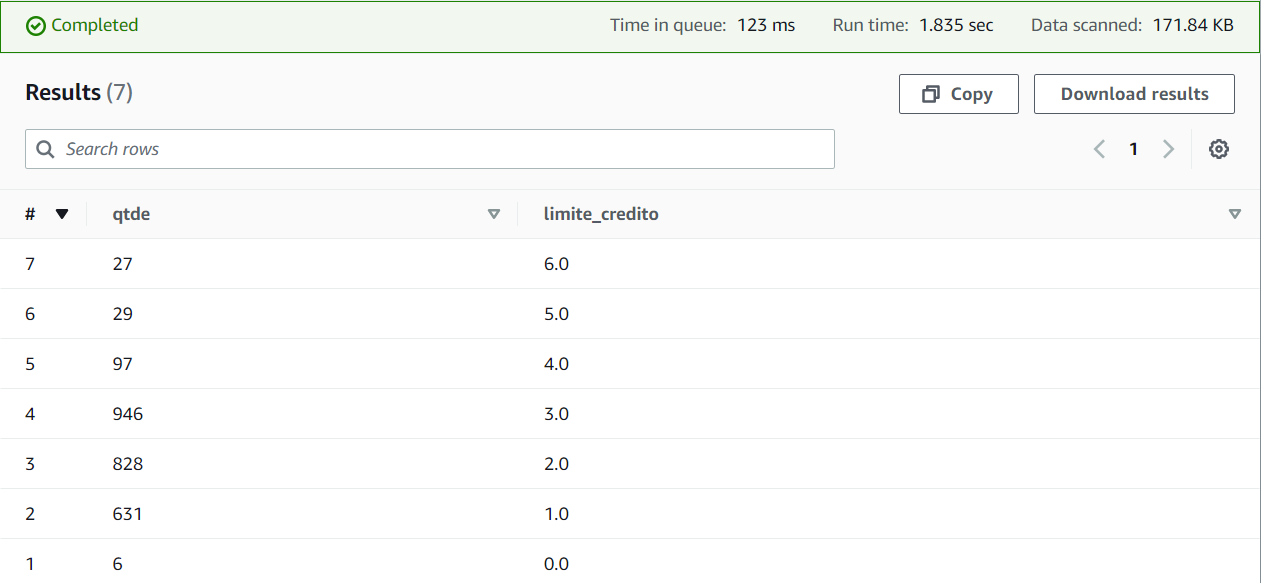 Completed Time in queue: 123 ms Run time: 1.835 sec Data scanned: 171.84 KB
Results (7) Copy Download results
Search rows 1
# qtde limite_credito
7 27 6.0
6 29 5.0
5 97 4.0
4 946 3.0
3 828 2.0
2 631 1.0
1 6 0.0